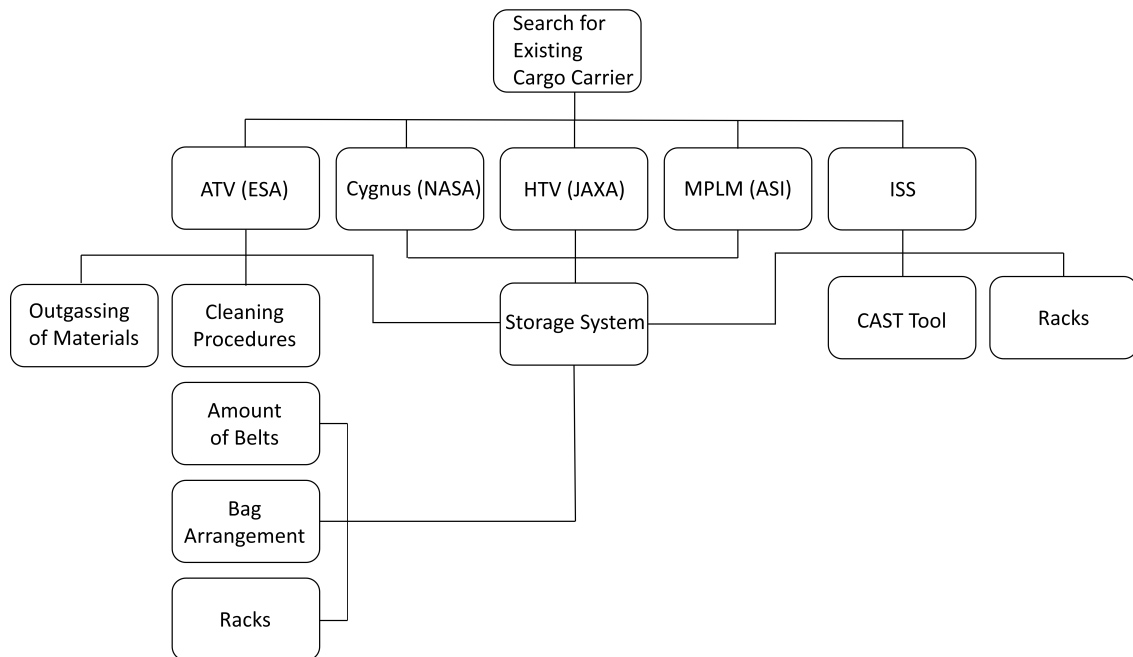 Search for
Existing
Cargo Carrier
ATV (ESA)
Cygnus (NASA)
HTV (JAXA)
MPLM (ASI)
ISS
Outgassing
of Materials
Cleaning
Procedures
Storage System
CAST Tool
Racks
Amount
of Belts
Bag
Arrangement
Racks